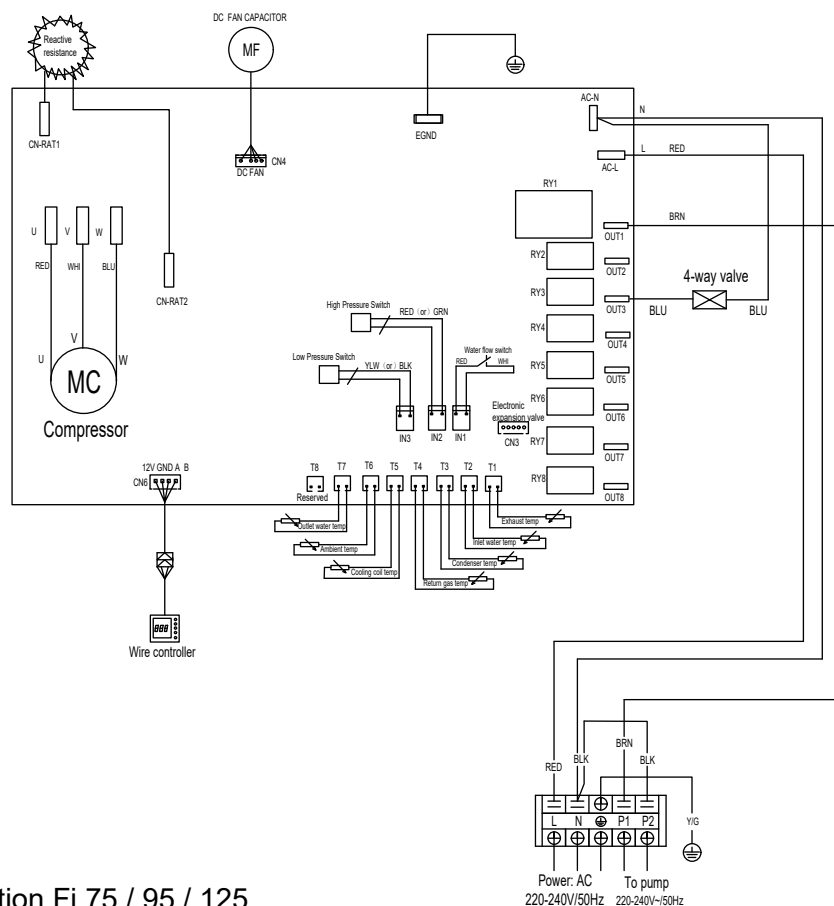 DC FAN CAPACITOR
Reactive
resistance
MF
AC-N
N
CN-RAT1
EGND
CN4
DC FAN
L
RED
AC-L
RY1
BRN
OUT1
U
V
W
RY2
OUT2
RED
WHI
BLU
4-way valve
CN-RAT2
RY3
OUT3
BLU
BLU
High Pressure Switch
RED (or) GRN
RY4
OUT4
V
U
W
MC
Low Pressure Switch
YLW (or) BLK
Water flow switch
RED
WHI
RY5
OUT5
Compressor
Electronic
expansion valve
IN3
IN2
IN1
CN3
RY6
OUT6
RY7
OUT7
12V GND A B
CN6
T8
T7
T6
T5
T4
T3
T2
T1
RY8
OUT8
Reserved
Outlet water temp
Exhaust temp
Ambient temp
Inlet water temp
Cooling coil temp
Condenser temp
Return gas temp
Wire controller
RED
BLK
BRN
BLK
L
N
P1
P2
Y/G
Power: AC
220-240V/50Hz
To pump
220-240V~/50Hz
tion Fi 75 / 95 / 125